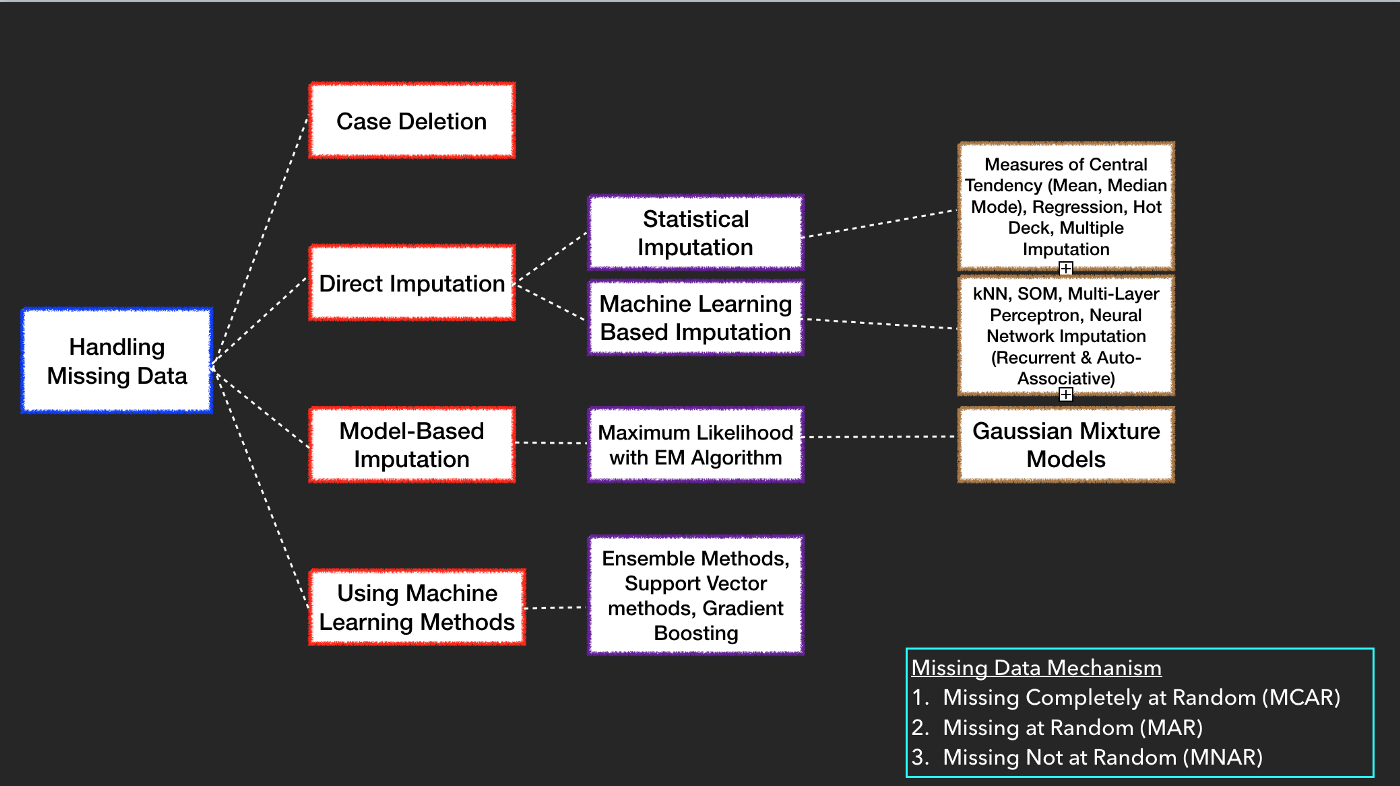 Case Deletion
Measures of Central
Tendency (Mean, Median
Mode), Regression, Hot
Deck, Multiple
Imputation
Statistical
Imputation
Direct Imputation
Machine Learning
Based Imputation
kNN, SOM, Multi-Layer
Perceptron, Neural
Network Imputation
(Recurrent & Auto-
Associative)
Handling
Missing Data
Model-Based
Imputation
Maximum Likelihood
with EM Algorithm
Gaussian Mixture
Models
Using Machine
Learning Methods
Ensemble Methods,
Support Vector
methods, Gradient
Boosting
Missing Data Mechanism
1. Missing Completely at Random (MCAR)
2. Missing at Random (MAR)
3. Missing Not at Random (MNAR)